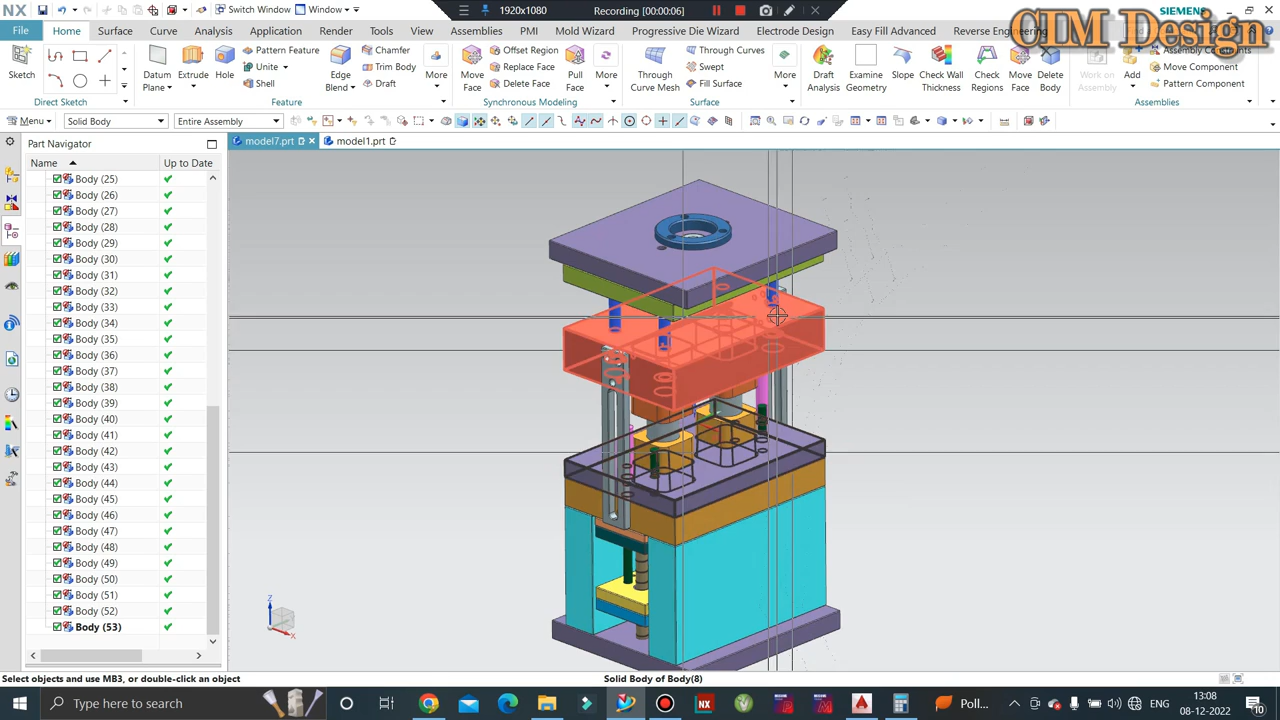 NX
Switch Window
Window
1920x1080
Recording [00:00:06]
SIEMENS
CIM Design
File
Home
Surface
Curve
Analysis
Application
Render
Tools
Assemblies
PMI
Mold Wizard
Progressive Die Wizard
Electrode Design
Easy Fill Advanced
Reverse Engineering
Sketch
Direct Sketch
Datum Plane
Extrude
Hole
Pattern Feature
Unite
Shell
Edge Blend
Chamfer
Trim Body
Draft
More
Feature
Move Face
Offset Region
Replace Face
Delete Face
Pull Face
More
Synchronous Modeling
Through Curve Mesh
Through Curves
Swept
Fill Surface
More
Surface
Draft Analysis
Examine Geometry
Slope
Check Wall Thickness
Check Regions
Move Face
Delete Body
Work on Assembly
Add
Assembly Constraints
Move Component
Pattern Component
Assemblies
Menu
Solid Body
Entire Assembly
Part Navigator
model7.prt
model1.prt
Name
Up to Date
Body (25)
Body (26)
Body (27)
Body (28)
Body (29)
Body (30)
Body (31)
Body (32)
Body (33)
Body (34)
Body (35)
Body (36)
Body (37)
Body (38)
Body (39)
Body (40)
Body (41)
Body (42)
Body (43)
Body (44)
Body (45)
Body (46)
Body (47)
Body (48)
Body (49)
Body (50)
Body (51)
Body (52)
Body (53)
Z
X
Select objects and use MB3, or double-click an object
Solid Body of Body(8)
Type here to search
NX
Poll...
ENG
13:08
08-12-2022
10